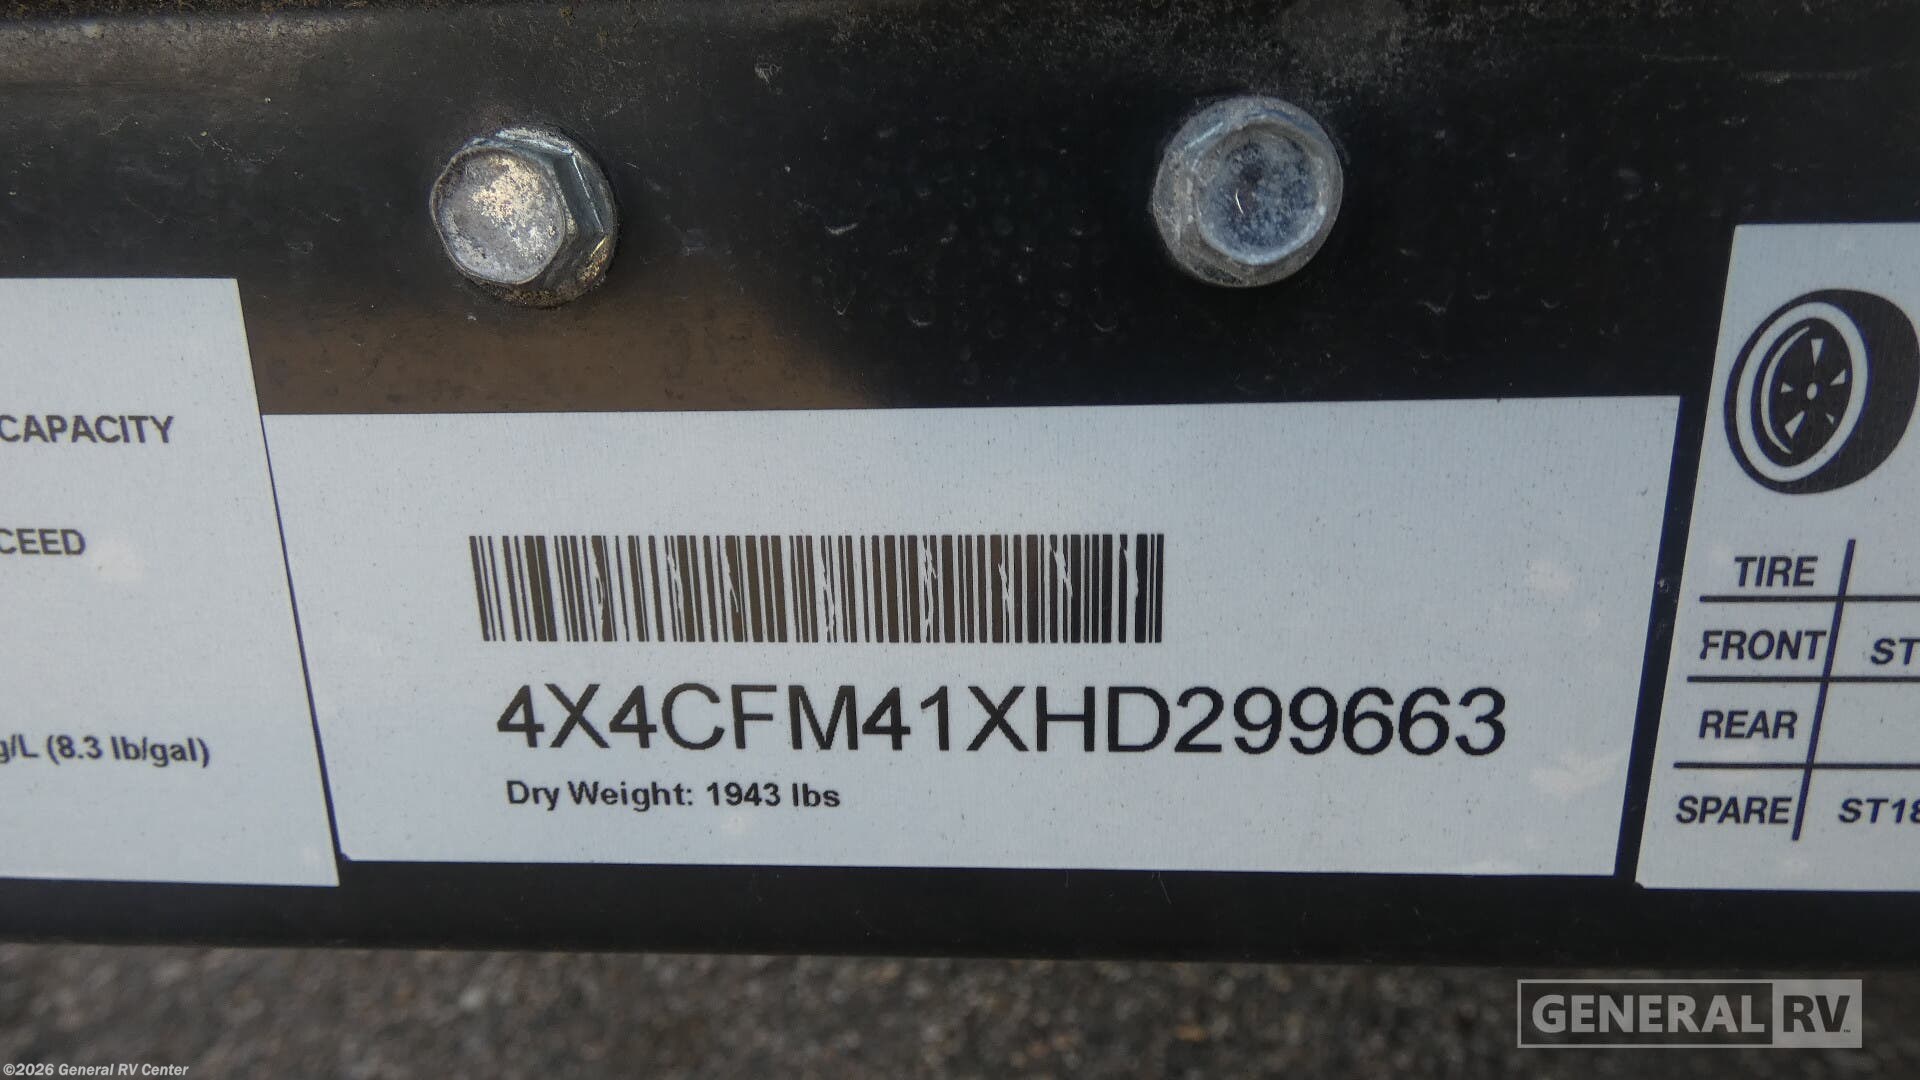 CAPACITY
CEED
g/L (8.3 lb/gal)
4X4CFM41XHD299663
Dry Weight: 1943 lbs
TIRE
FRONT ST
REAR
SPARE ST18
GENERAL RV
©2026 General RV Center